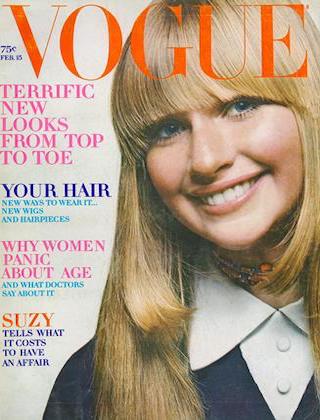 VOGUE
75¢
FEB. 15
TERRIFIC
NEW
LOOKS
FROM TOP
TO TOE
YOUR HAIR
NEW WAYS TO WEAR IT...
NEW WIGS
AND HAIRPIECES
WHY WOMEN
PANIC
ABOUT AGE
AND WHAT DOCTORS
SAY ABOUT IT
SUZY
TELLS WHAT
IT COSTS
TO HAVE
AN AFFAIR